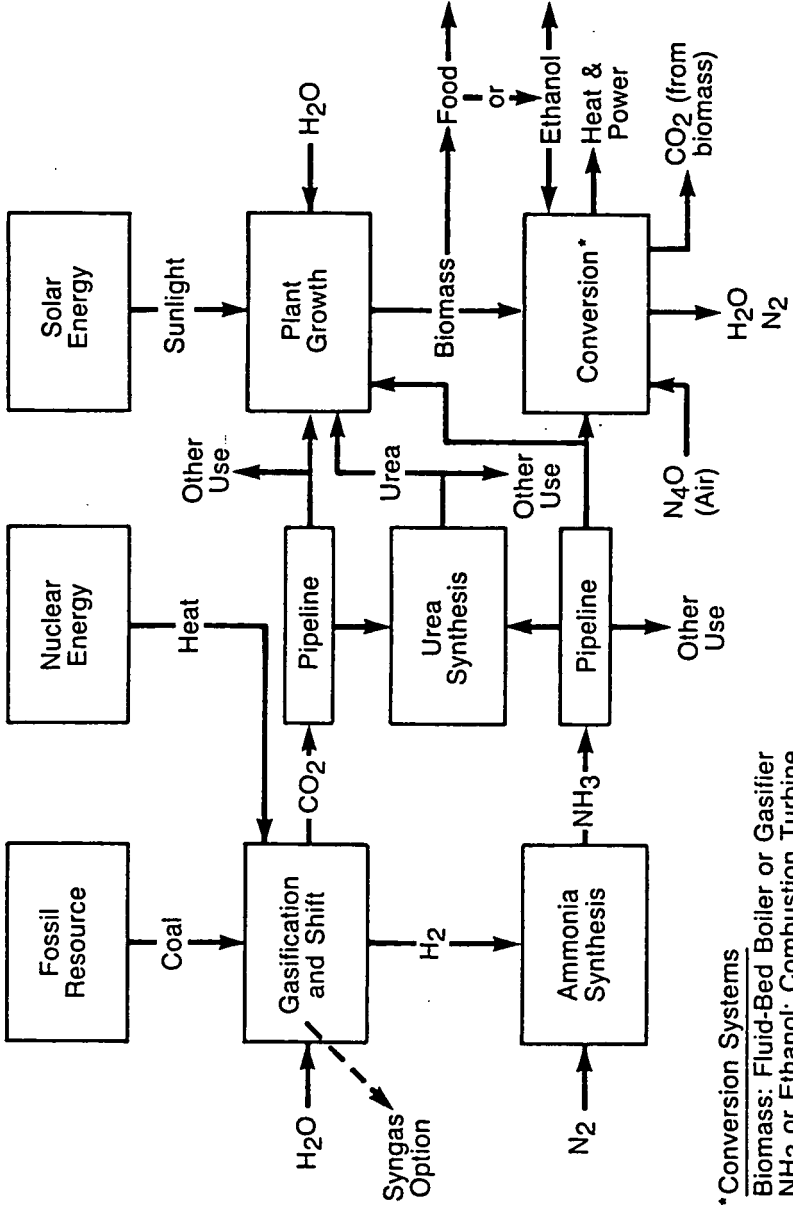 Fossil
Resource
Nuclear
Energy
Solar
Energy
Coal
Heat
Sunlight
H₂O
Gasification
and Shift
CO₂
Pipeline
Other
Use
Plant
Growth
H₂O
Syngas
Option
H₂
Urea
Synthesis
Urea
Other
Use
Biomass
Food
or
Ethanol
N₂
Ammonia
Synthesis
NH₃
Pipeline
Conversion*
Heat &
Power
Other
Use
N₄O
(Air)
H₂O
N₂
CO₂ (from
biomass)
*Conversion Systems
Biomass: Fluid-Bed Boiler or Gasifier
NH₃ or Ethanol: Combustion Turbine